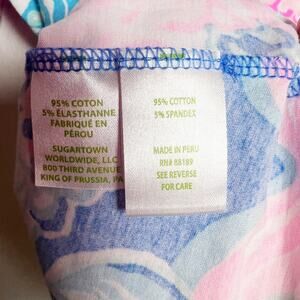 95% COTON
5% ÉLASTHANNE
FABRIQUÉ EN
PÉROU
SUGARTOWN
WORLDWIDE, LLC
800 THIRD AVENUE
KING OF PRUSSIA, PA
95% COTTON
5% SPANDEX
MADE IN PERU
RN# 88189
SEE REVERSE
FOR CARE